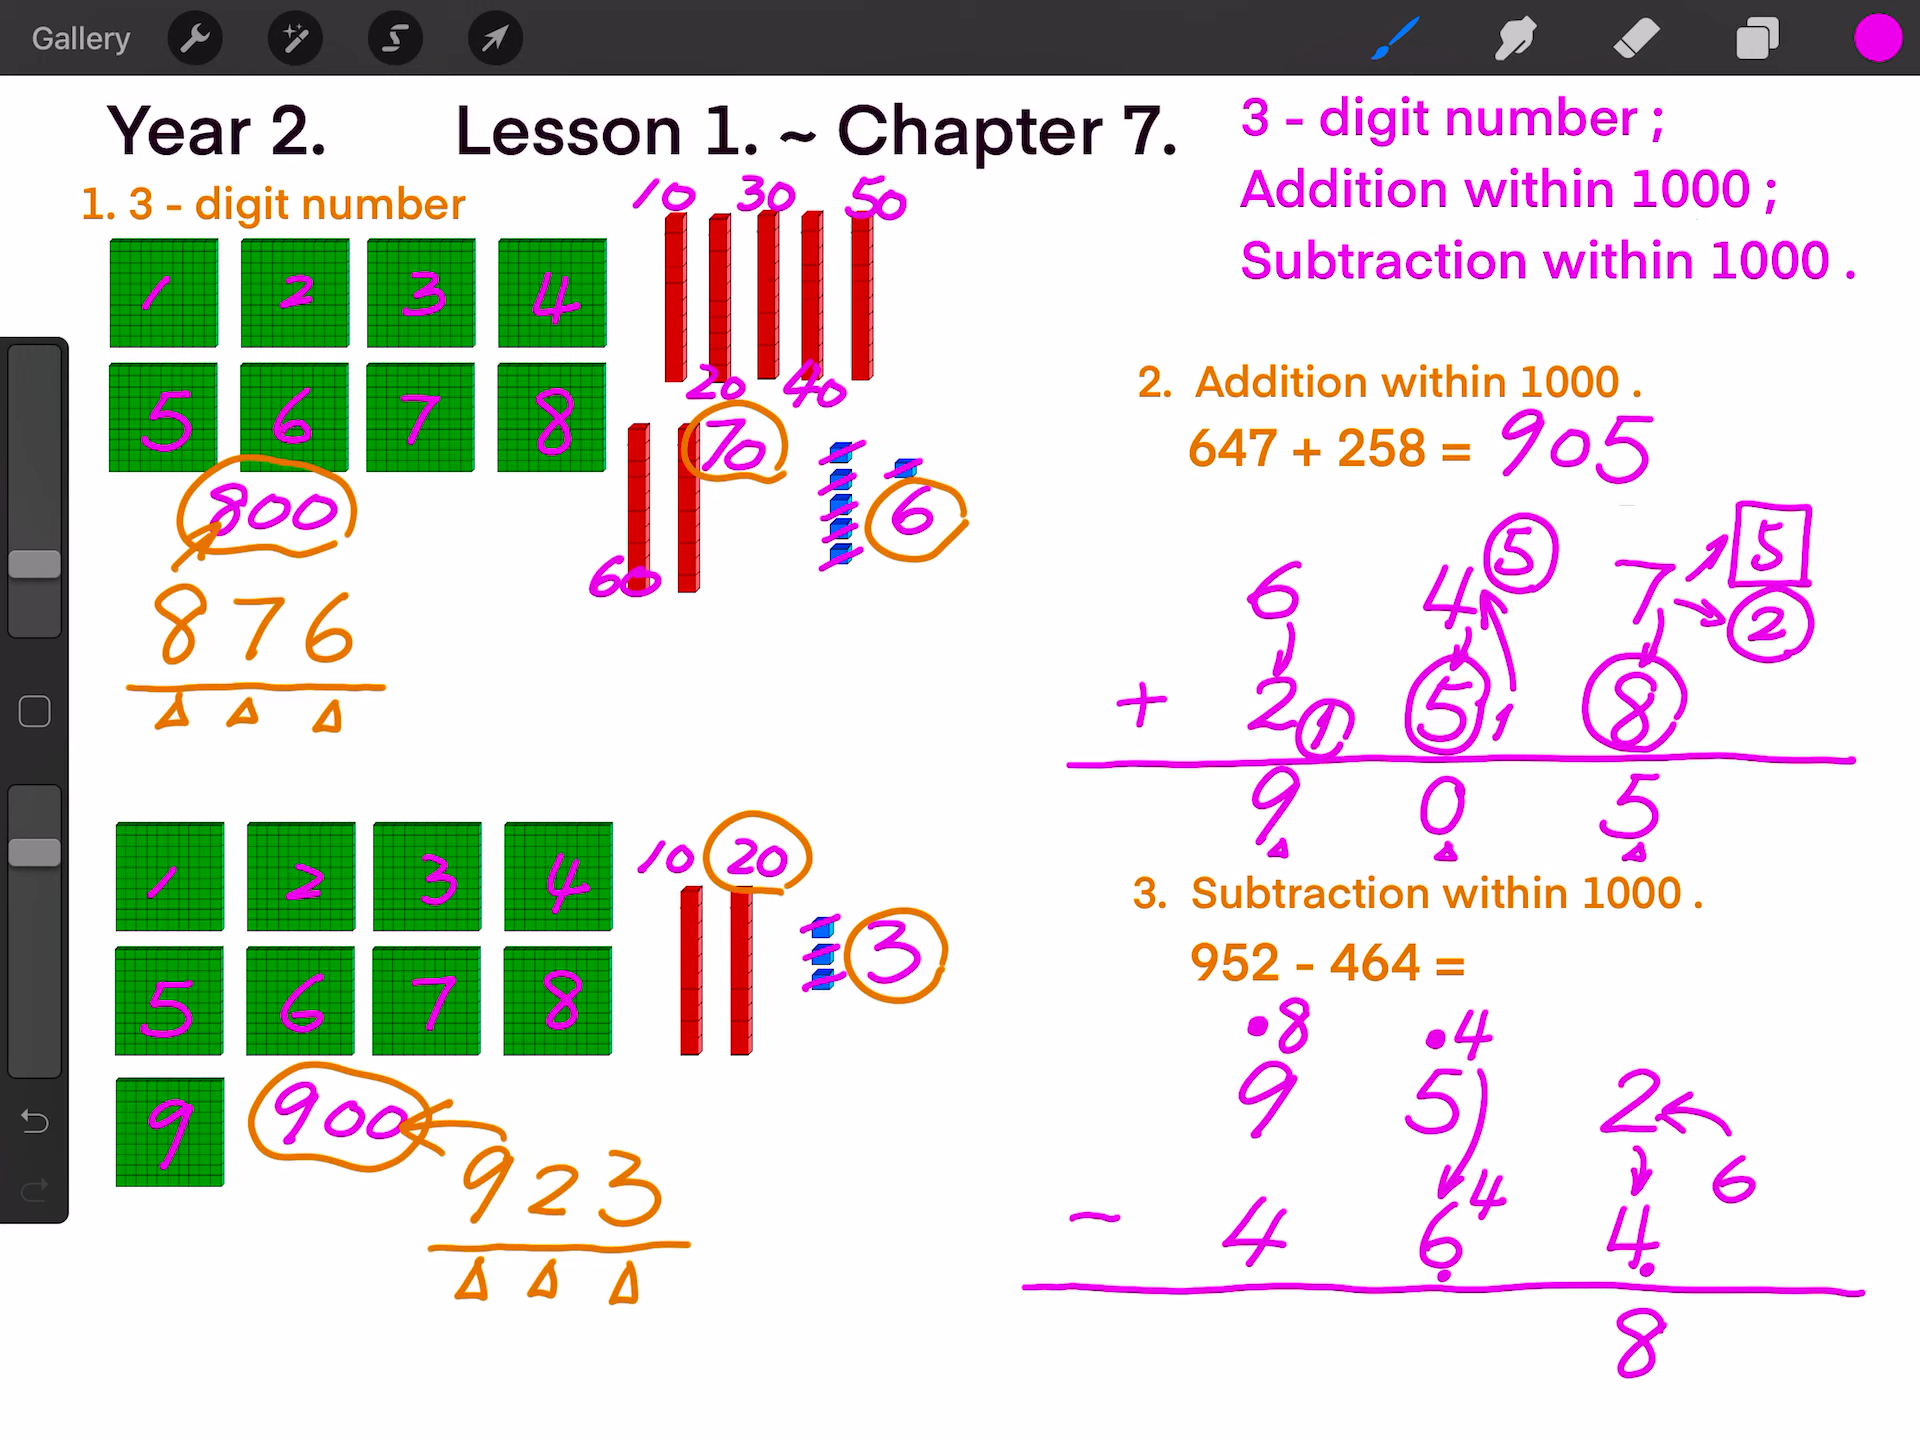 Gallery
Year 2. Lesson 1. ~ Chapter 7.
3 - digit number ;
Addition within 1000 ;
Subtraction within 1000 .
1. 3 - digit number
10 30 50
1 2 3 4
20 40
5 6 7 8
70
6
800
60
876
1 2 3 4
10 20
3
5 6 7 8
9 900
923
2. Addition within 1000 .
647 + 258 = 905
5 5
6 4 7 2
+ 2 1 5 1 8
9 0 5
3. Subtraction within 1000 .
952 - 464 =
8 4
9 5 2
6
- 4 6 4 4
8